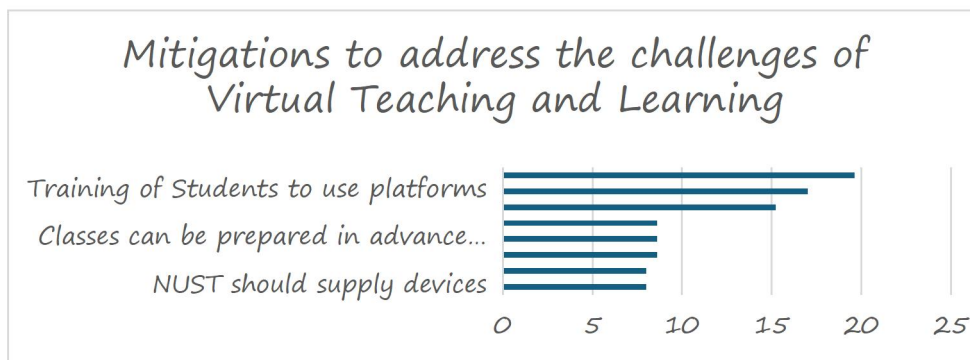 Mitigations to address the challenges of
Virtual Teaching and Learning
Training of Students to use platforms
Classes can be prepared in advance...
NUST should supply devices
0 5 10 15 20 25